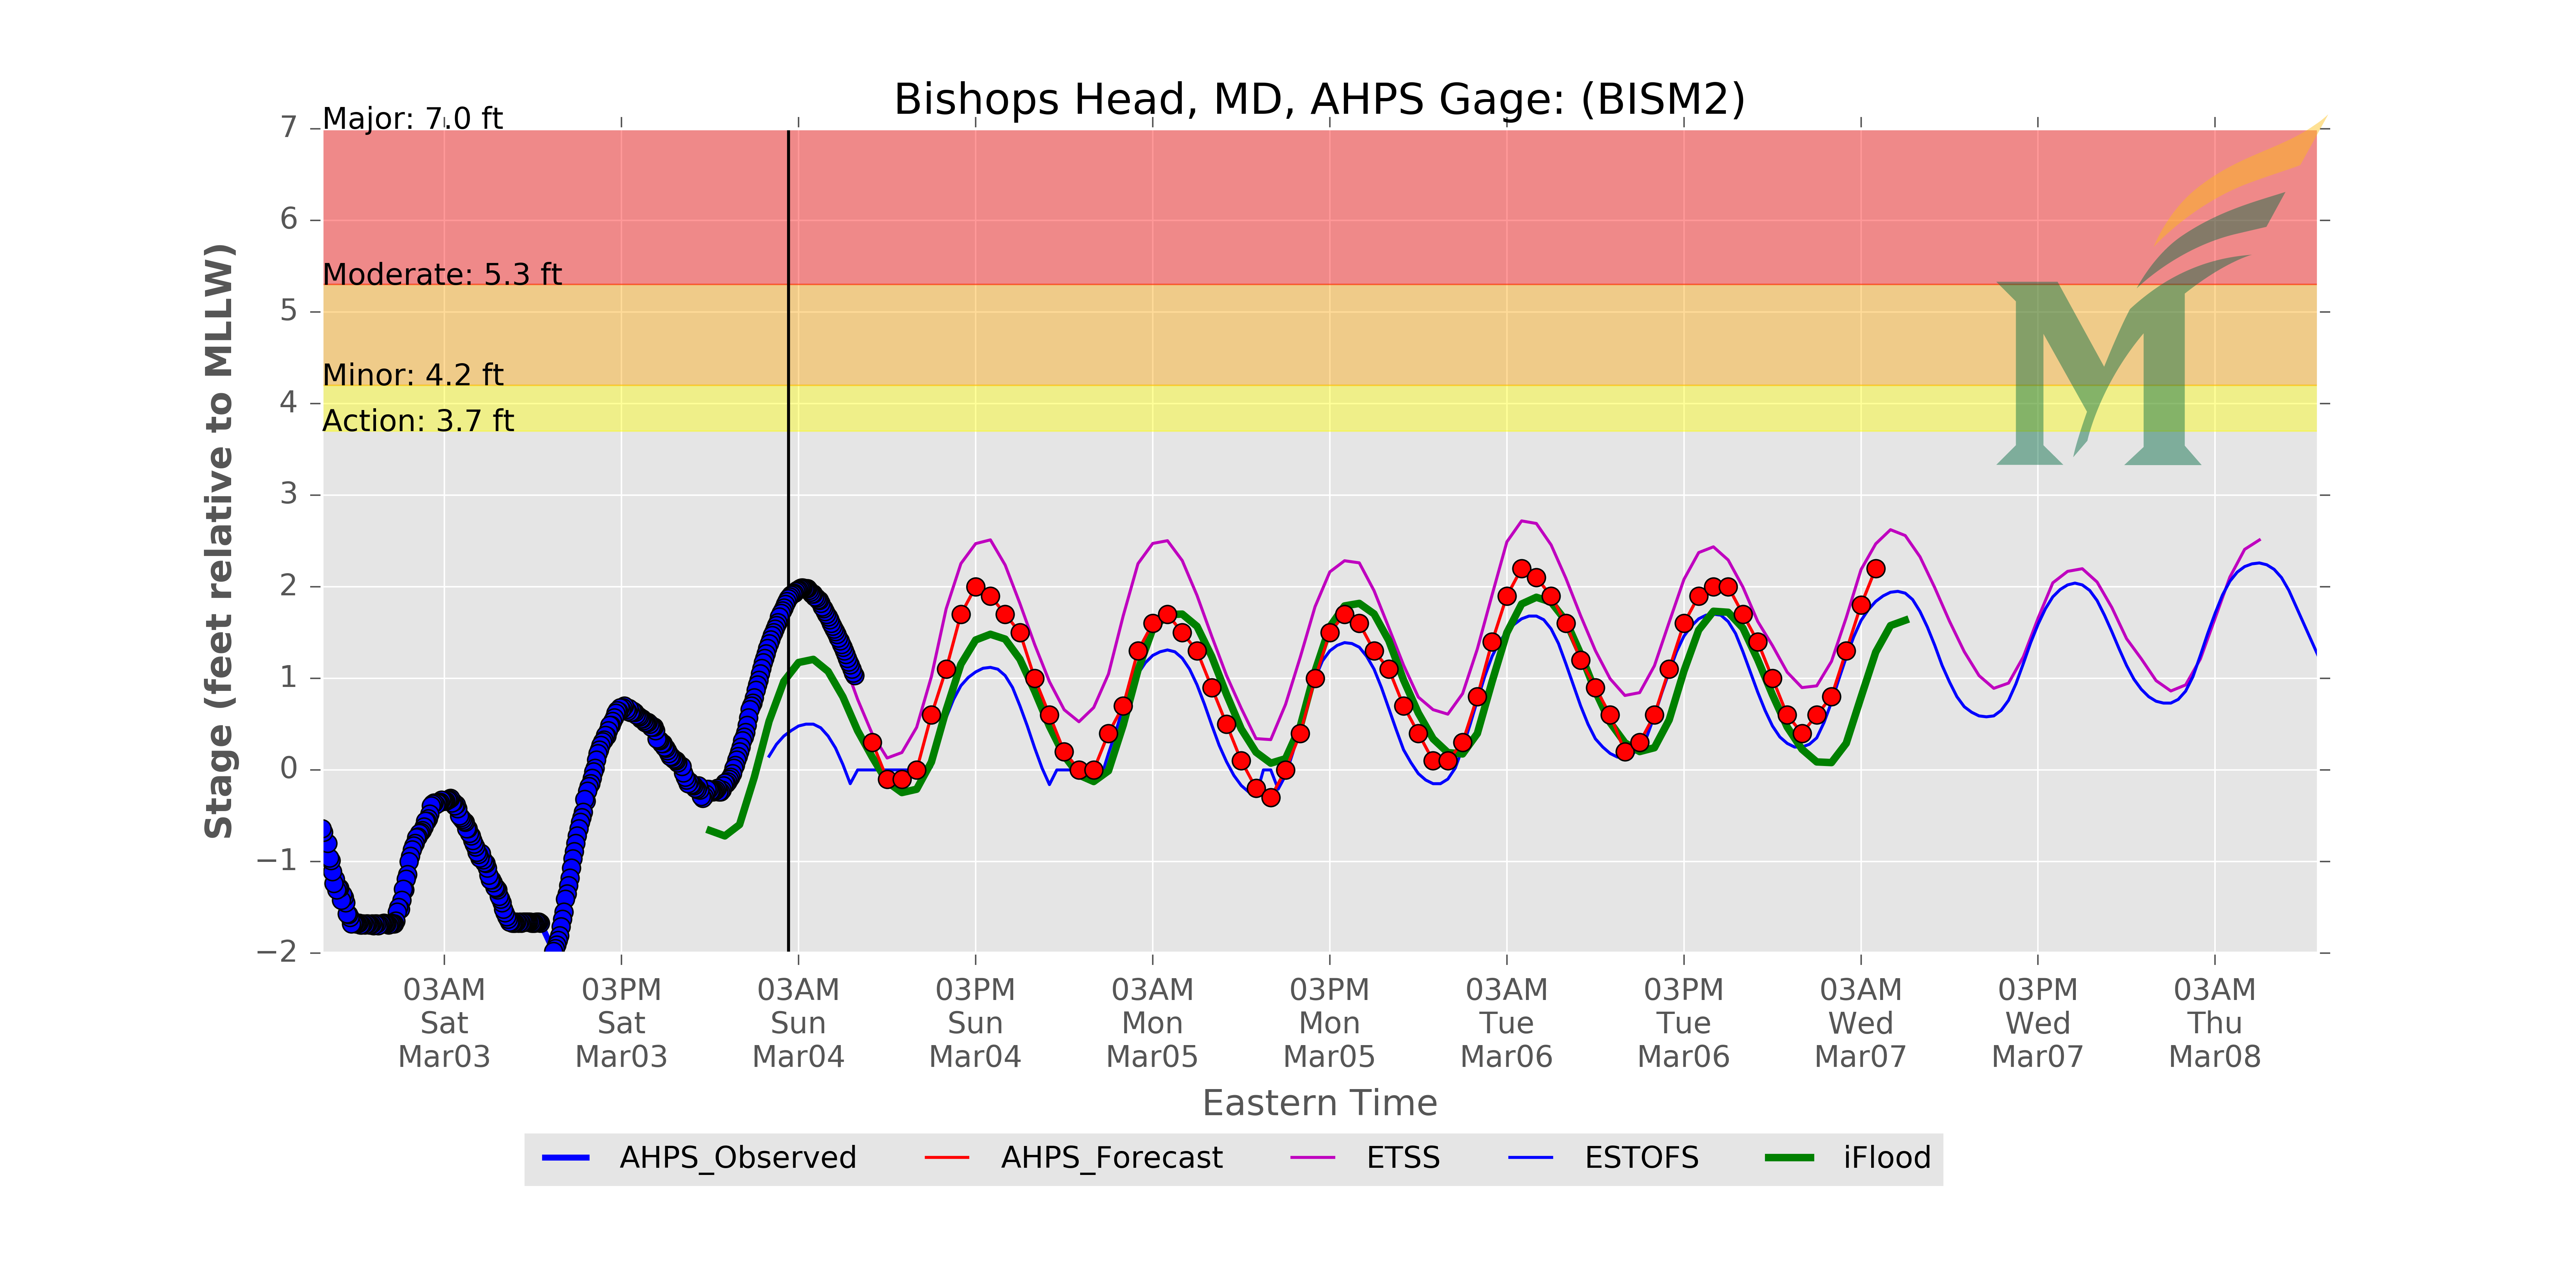 Bishops Head, MD, AHPS Gage: (BISM2)
Major: 7.0 ft
Moderate: 5.3 ft
Minor: 4.2 ft
Action: 3.7 ft
Stage (feet relative to MLLW)
7
6
5
4
3
2
1
0
−1
−2
03AM
Sat
Mar03
03PM
Sat
Mar03
03AM
Sun
Mar04
03PM
Sun
Mar04
03AM
Mon
Mar05
03PM
Mon
Mar05
03AM
Tue
Mar06
03PM
Tue
Mar06
03AM
Wed
Mar07
03PM
Wed
Mar07
03AM
Thu
Mar08
Eastern Time
AHPS_Observed
AHPS_Forecast
ETSS
ESTOFS
iFlood
M